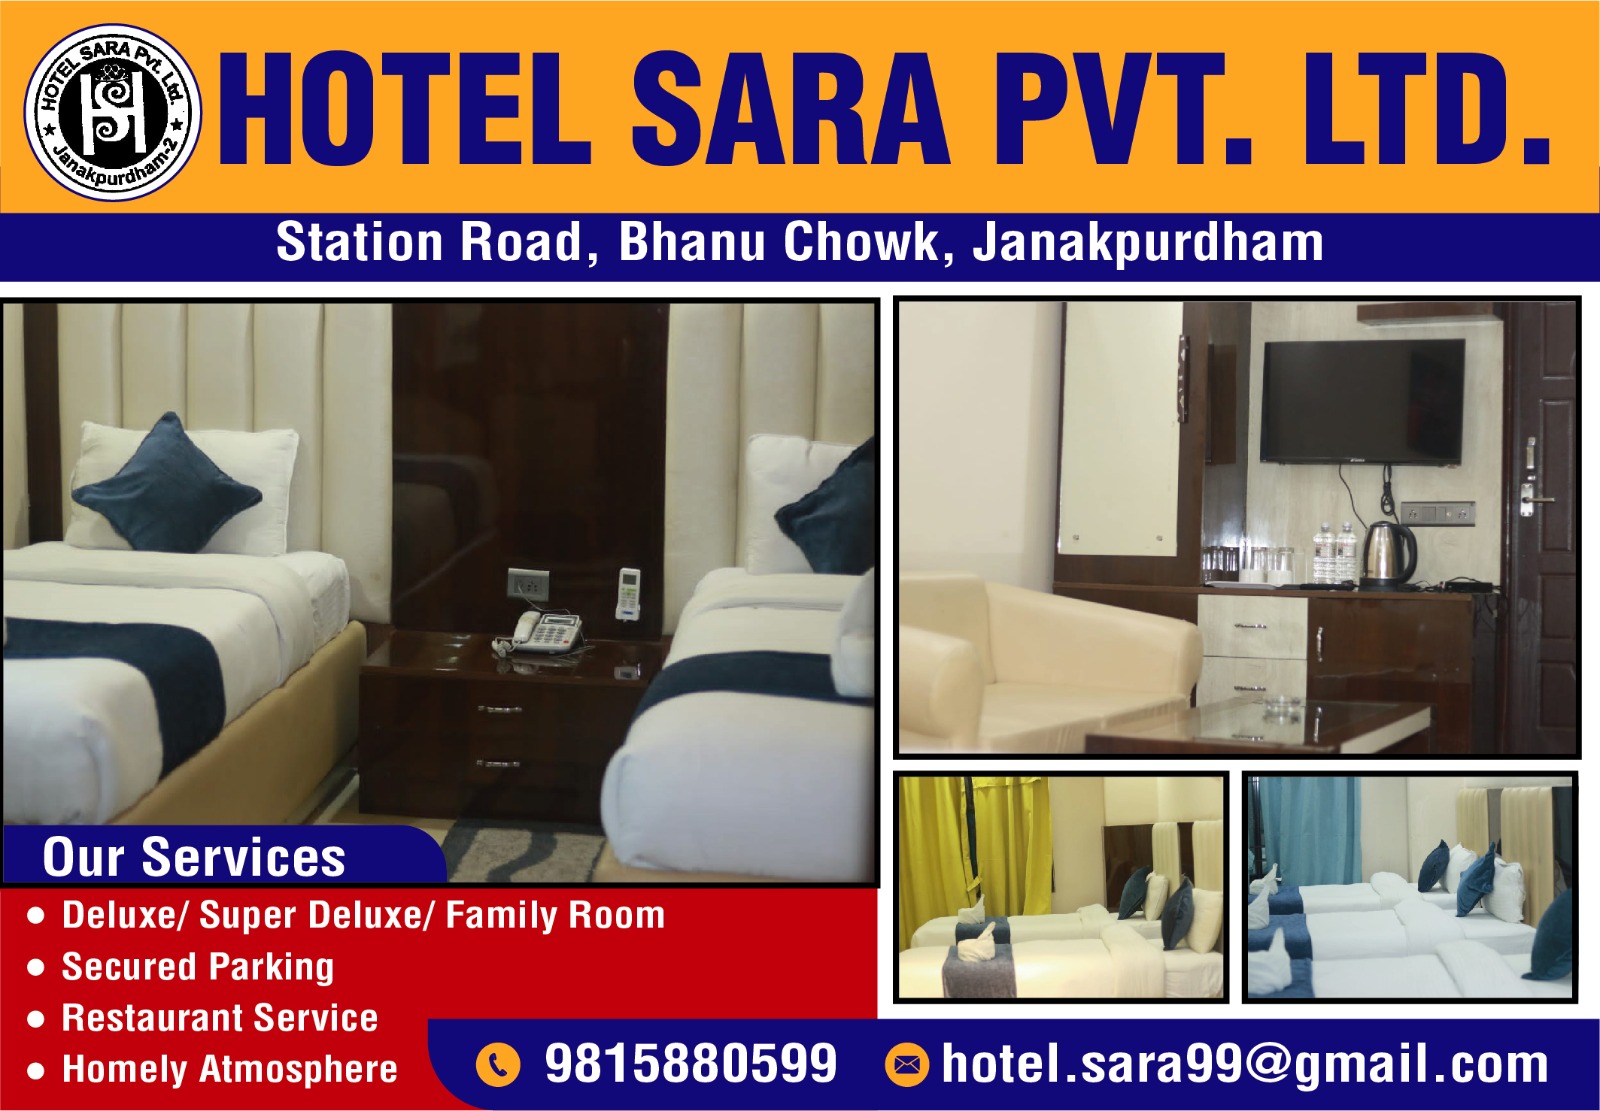 HOTEL SARA Pvt. Ltd.
Janakpurdham-2
HOTEL SARA PVT. LTD.
Station Road, Bhanu Chowk, Janakpurdham
Our Services
• Deluxe/ Super Deluxe/ Family Room
• Secured Parking
• Restaurant Service
• Homely Atmosphere
9815880599
hotel.sara99@gmail.com